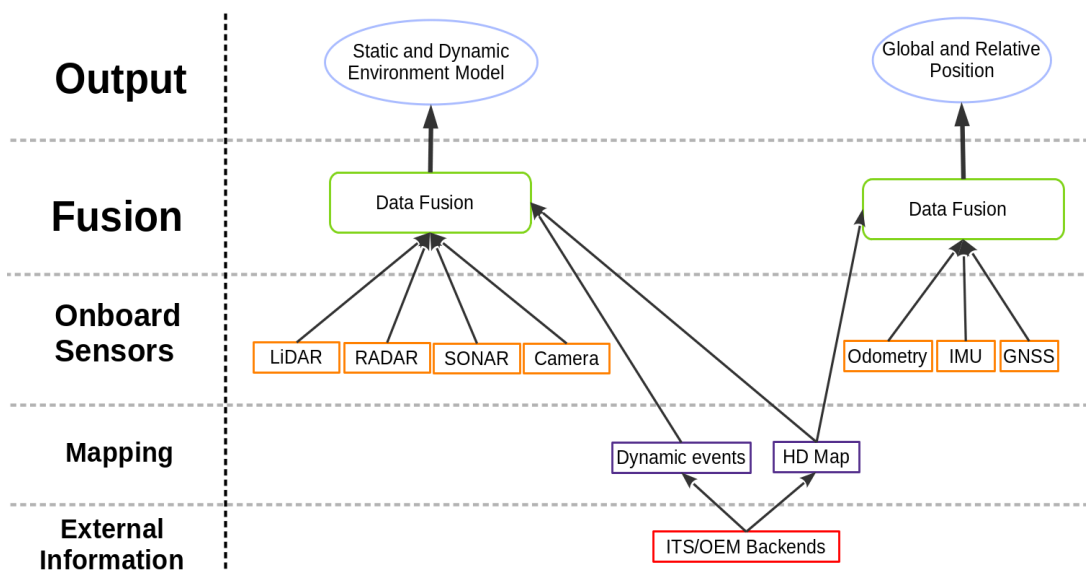 Output
Static and Dynamic
Environment Model
Global and Relative
Position
Fusion
Data Fusion
Data Fusion
Onboard
Sensors
LiDAR
RADAR
SONAR
Camera
Odometry
IMU
GNSS
Mapping
Dynamic events
HD Map
External
Information
ITS/OEM Backends